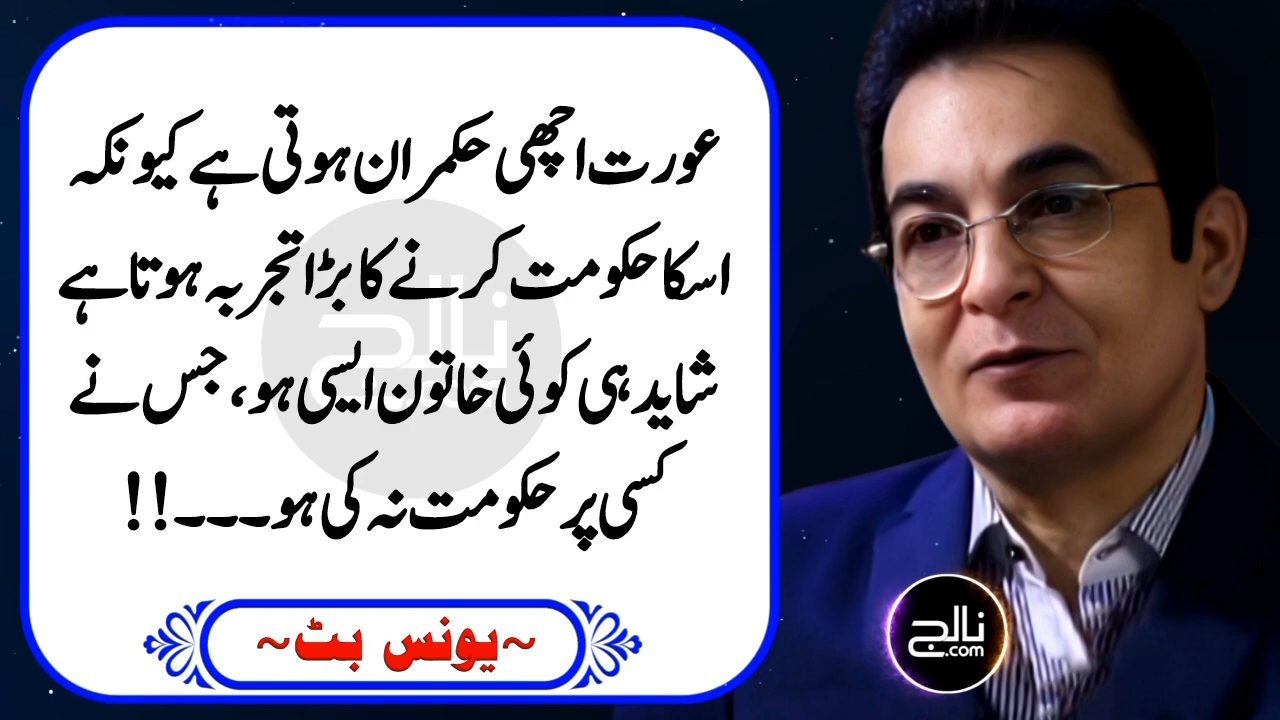 عورت اچھی حکمران ہوتی ہے کیونکہ
اسکا حکومت کرنے کا بڑا تجربہ ہوتا ہے
شاید ہی کوئی خاتون ایسی ہو، جس نے
کسی پر حکومت نہ کی ہو۔۔۔!!
~یونس بٹ~
نالج
نالج
.com